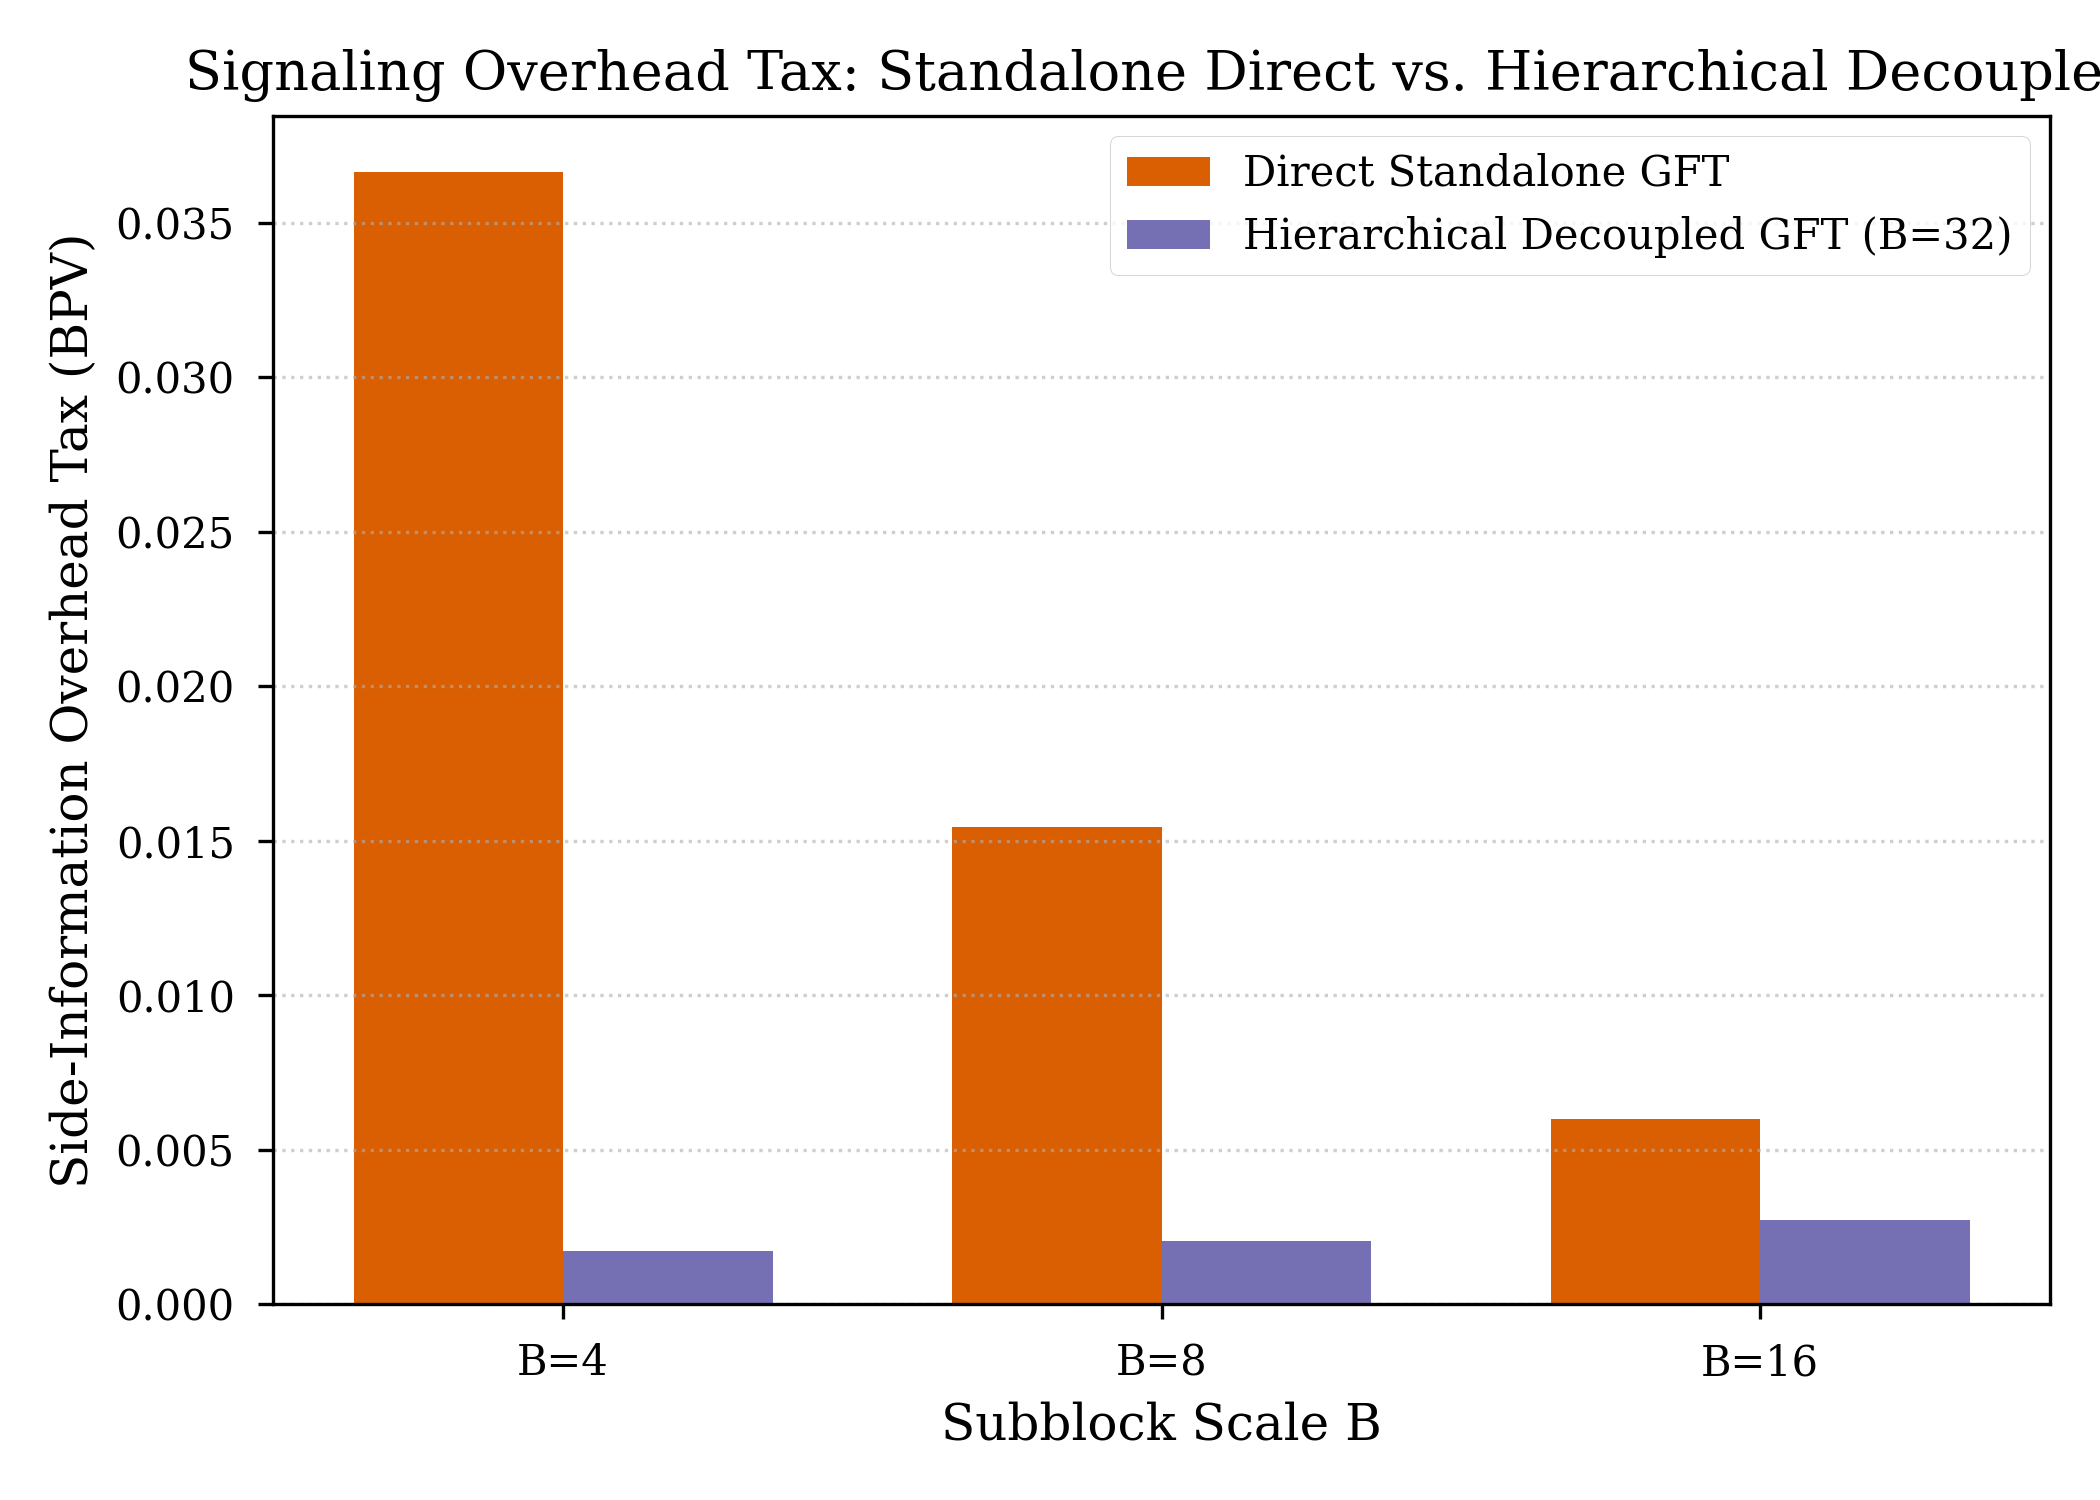 Signaling Overhead Tax: Standalone Direct vs. Hierarchical Decouple
Direct Standalone GFT
Hierarchical Decoupled GFT (B=32)
Side-Information Overhead Tax (BPV)
0.035
0.030
0.025
0.020
0.015
0.010
0.005
0.000
B=4
B=8
B=16
Subblock Scale B